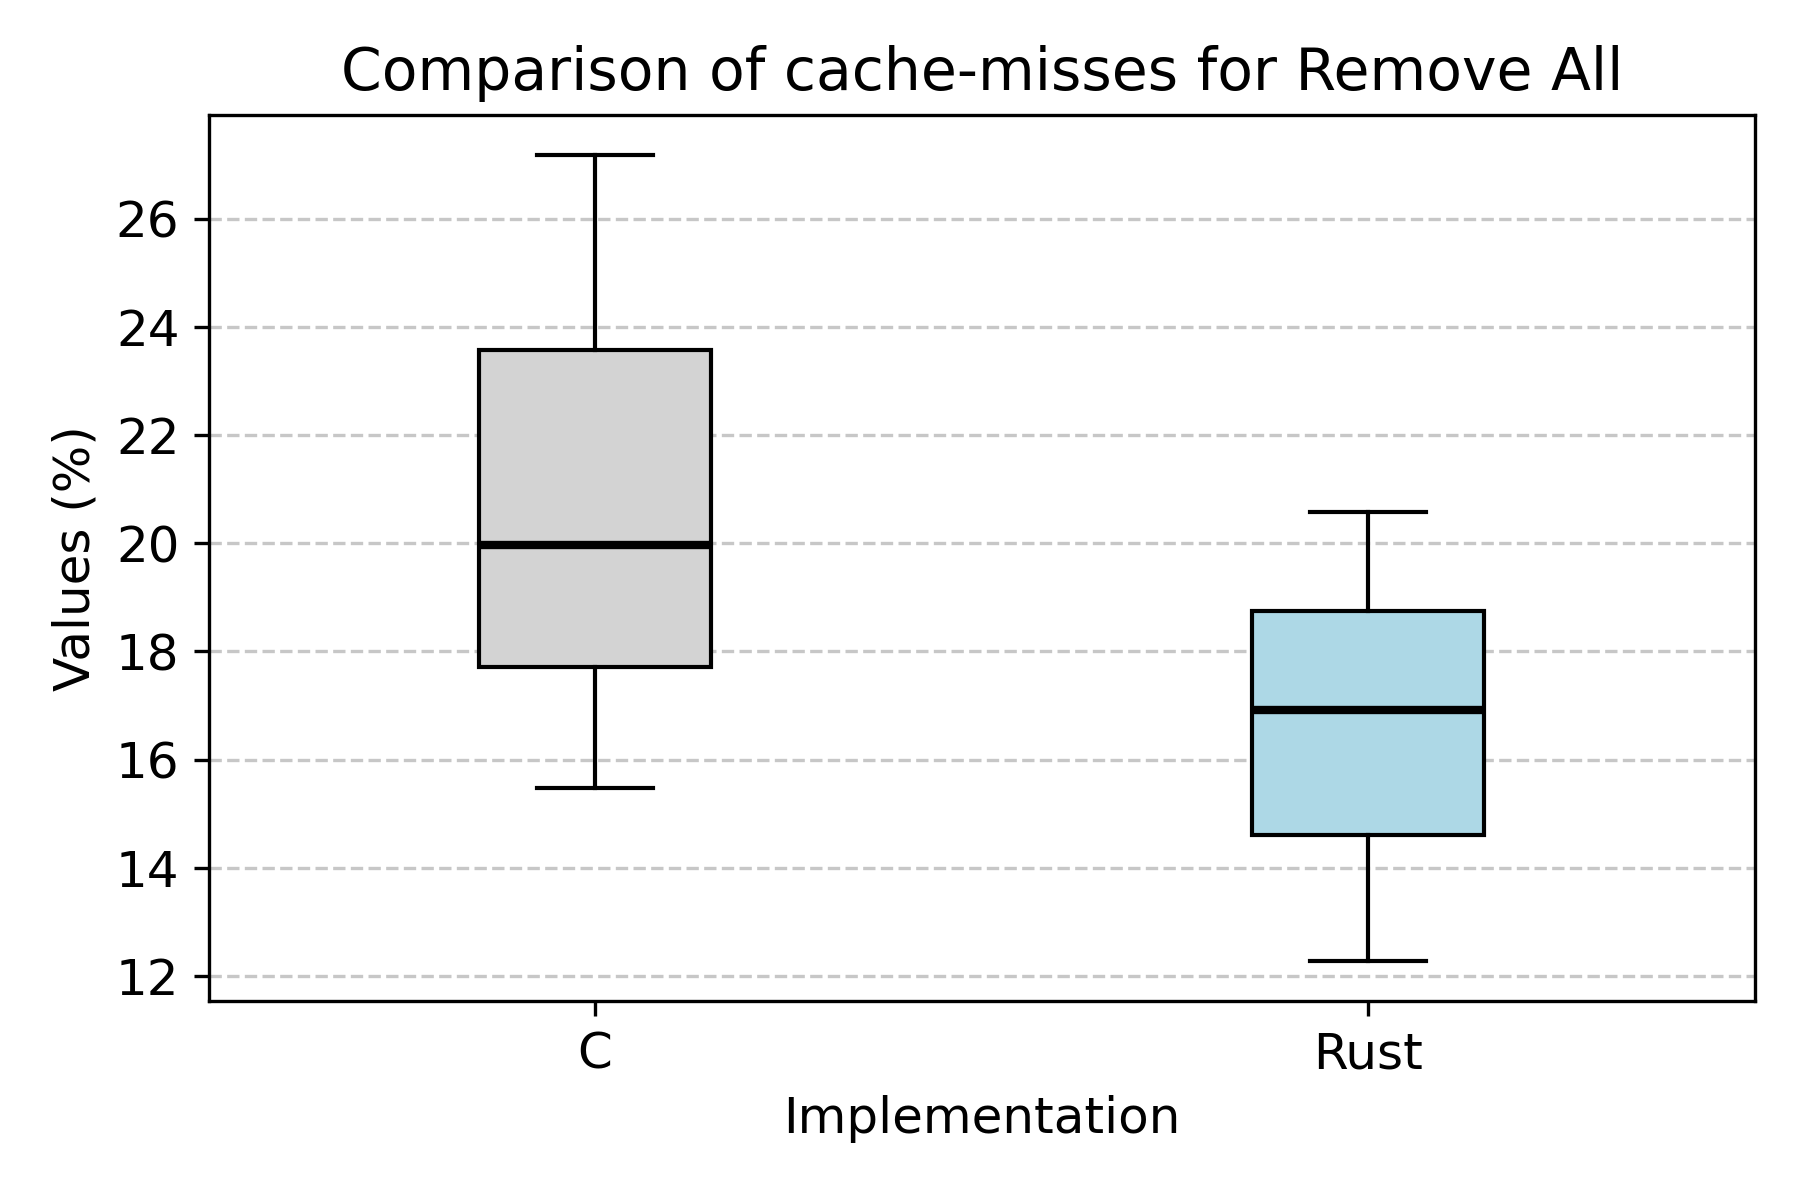 Comparison of cache-misses for Remove All
26
24
22
20
18
16
14
12
Values (%)
C
Rust
Implementation